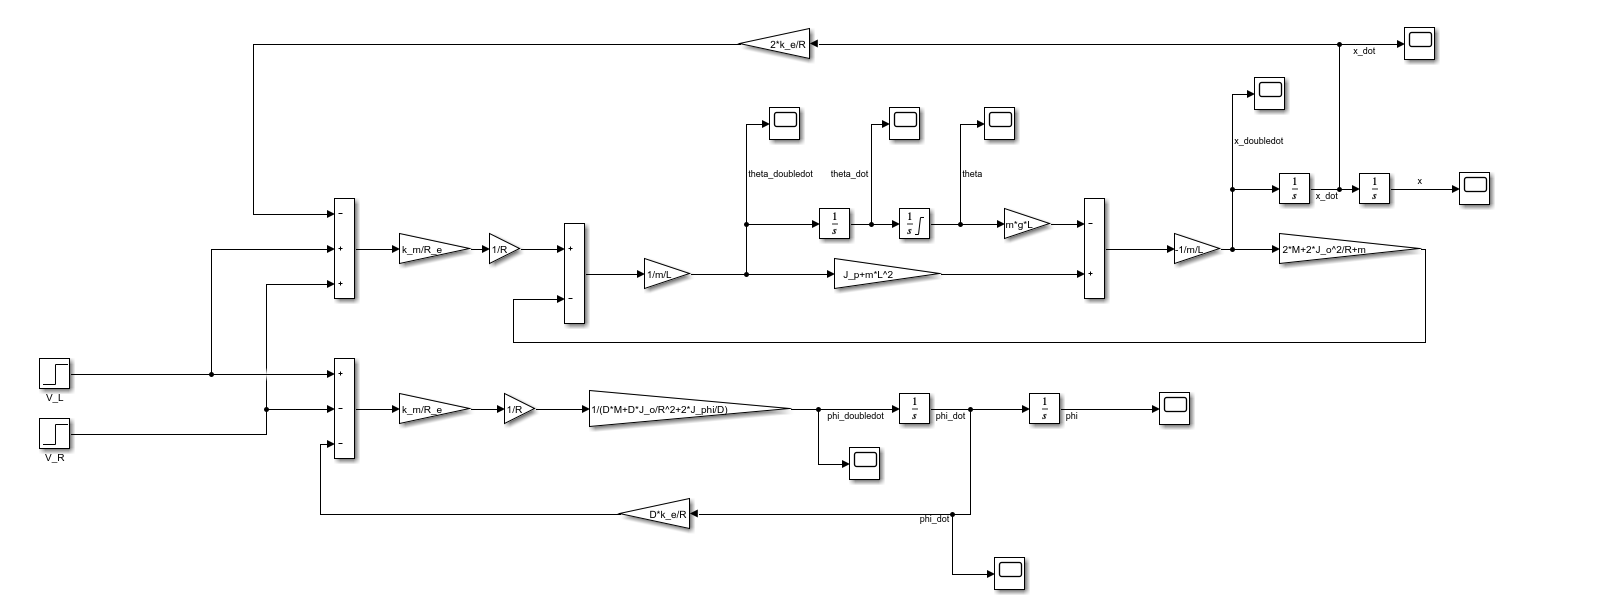 2*k_e/R
x_dot
x_doubledot
theta_doubledot
theta_dot
theta
1
s
x_dot
1
s
x
−
+
+
k_m/R_e
1/R
+
−
1/m/L
1
s
1
s
m*g*L
J_p+m*L^2
−
+
-1/m/L
2*M+2*J_o^2/R+m
V_L
V_R
+
−
−
k_m/R_e
1/R
1/(D*M+D*J_o/R^2+2*J_phi/D)
phi_doubledot
1
s
phi_dot
1
s
phi
D*k_e/R
phi_dot